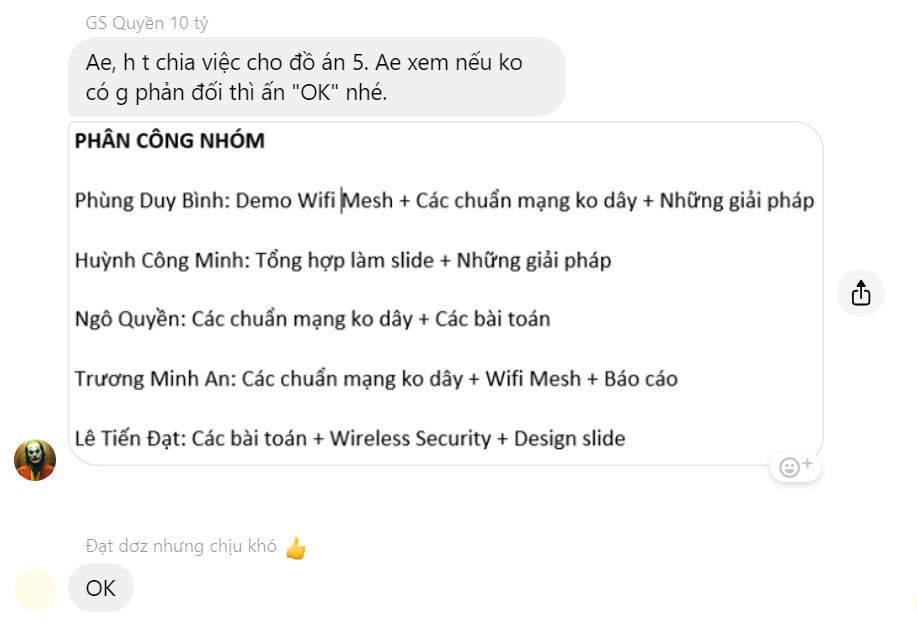 GS Quyền 10 tỷ
Ae, h t chia việc cho đồ án 5. Ae xem nếu ko
có g phản đối thì ấn "OK" nhé.
PHÂN CÔNG NHÓM
Phùng Duy Bình: Demo Wifi Mesh + Các chuẩn mạng ko dây + Những giải pháp
Huỳnh Công Minh: Tổng hợp làm slide + Những giải pháp
Ngô Quyền: Các chuẩn mạng ko dây + Các bài toán
Trương Minh An: Các chuẩn mạng ko dây + Wifi Mesh + Báo cáo
Lê Tiến Đạt: Các bài toán + Wireless Security + Design slide
Đạt dơz nhưng chịu khó 👍
OK